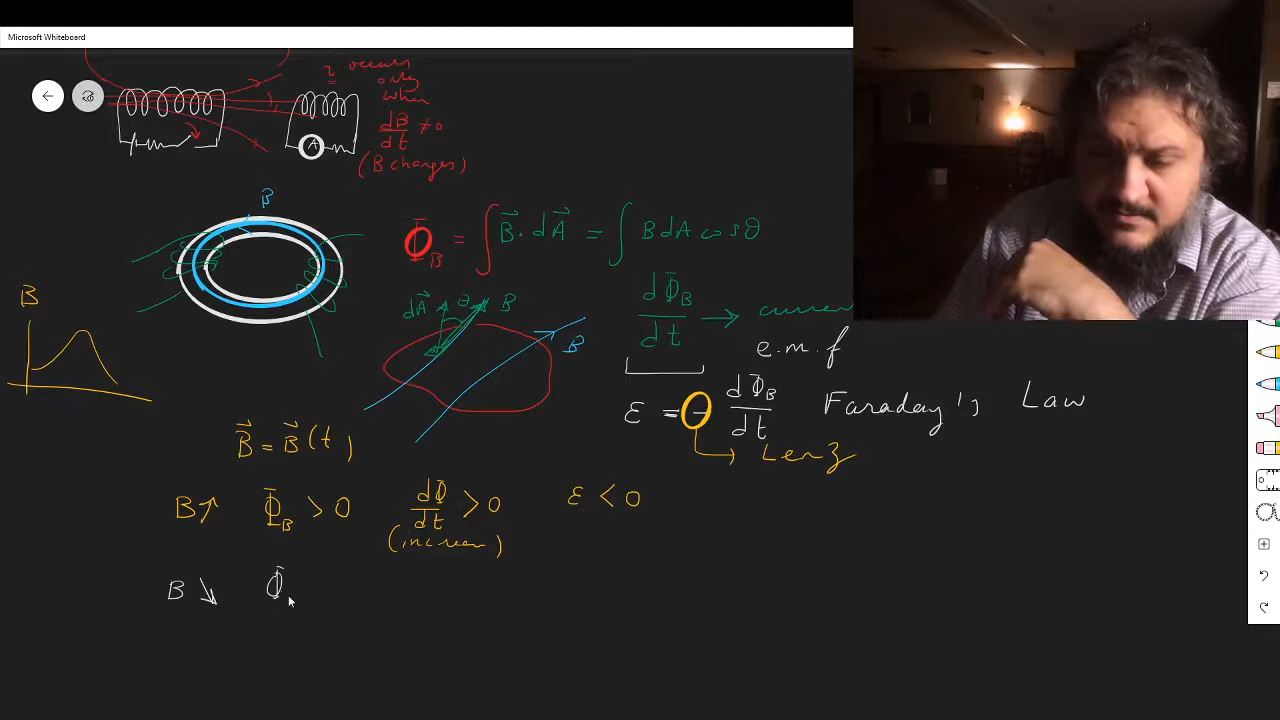 Microsoft Whiteboard
i occurs
only
when
dB/dt ≠ 0
(B changes)
A
B
Φ_B = ∫ B⃗ · dA⃗ = ∫ B dA cos θ
dΦ_B/dt → current
e.m.f
dA⃗ θ B
B
B
ε = - dΦ_B/dt Faraday's Law
Lenz
B⃗ = B⃗(t)
B↑ Φ_B > 0 dΦ/dt > 0 ε < 0
(increase)
B ↘ Φ